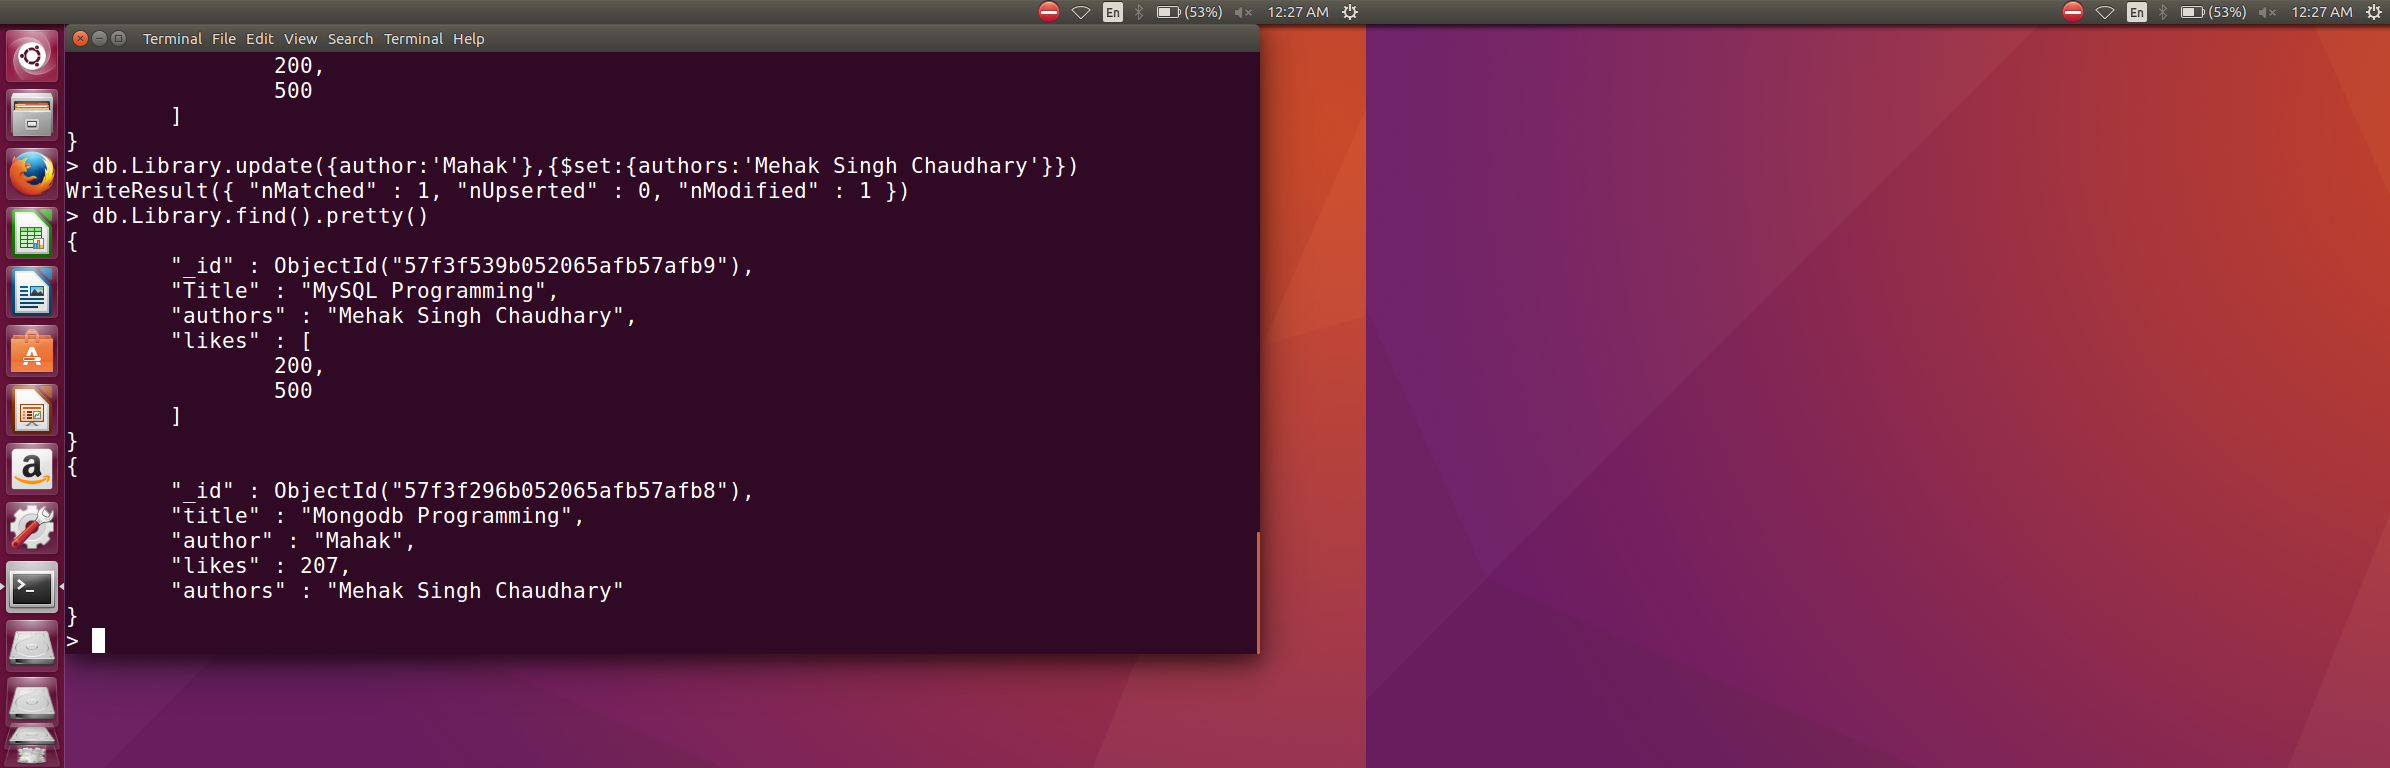 En (53%) 12:27 AM En (53%) 12:27 AM
Terminal File Edit View Search Terminal Help
200,
500
]
}
> db.Library.update({author:'Mahak'},{$set:{authors:'Mehak Singh Chaudhary'}})
WriteResult({ "nMatched" : 1, "nUpserted" : 0, "nModified" : 1 })
> db.Library.find().pretty()
{
"_id" : ObjectId("57f3f539b052065afb57afb9"),
"Title" : "MySQL Programming",
"authors" : "Mehak Singh Chaudhary",
"likes" : [
200,
500
]
}
{
"_id" : ObjectId("57f3f296b052065afb57afb8"),
"title" : "Mongodb Programming",
"author" : "Mahak",
"likes" : 207,
"authors" : "Mehak Singh Chaudhary"
}
>